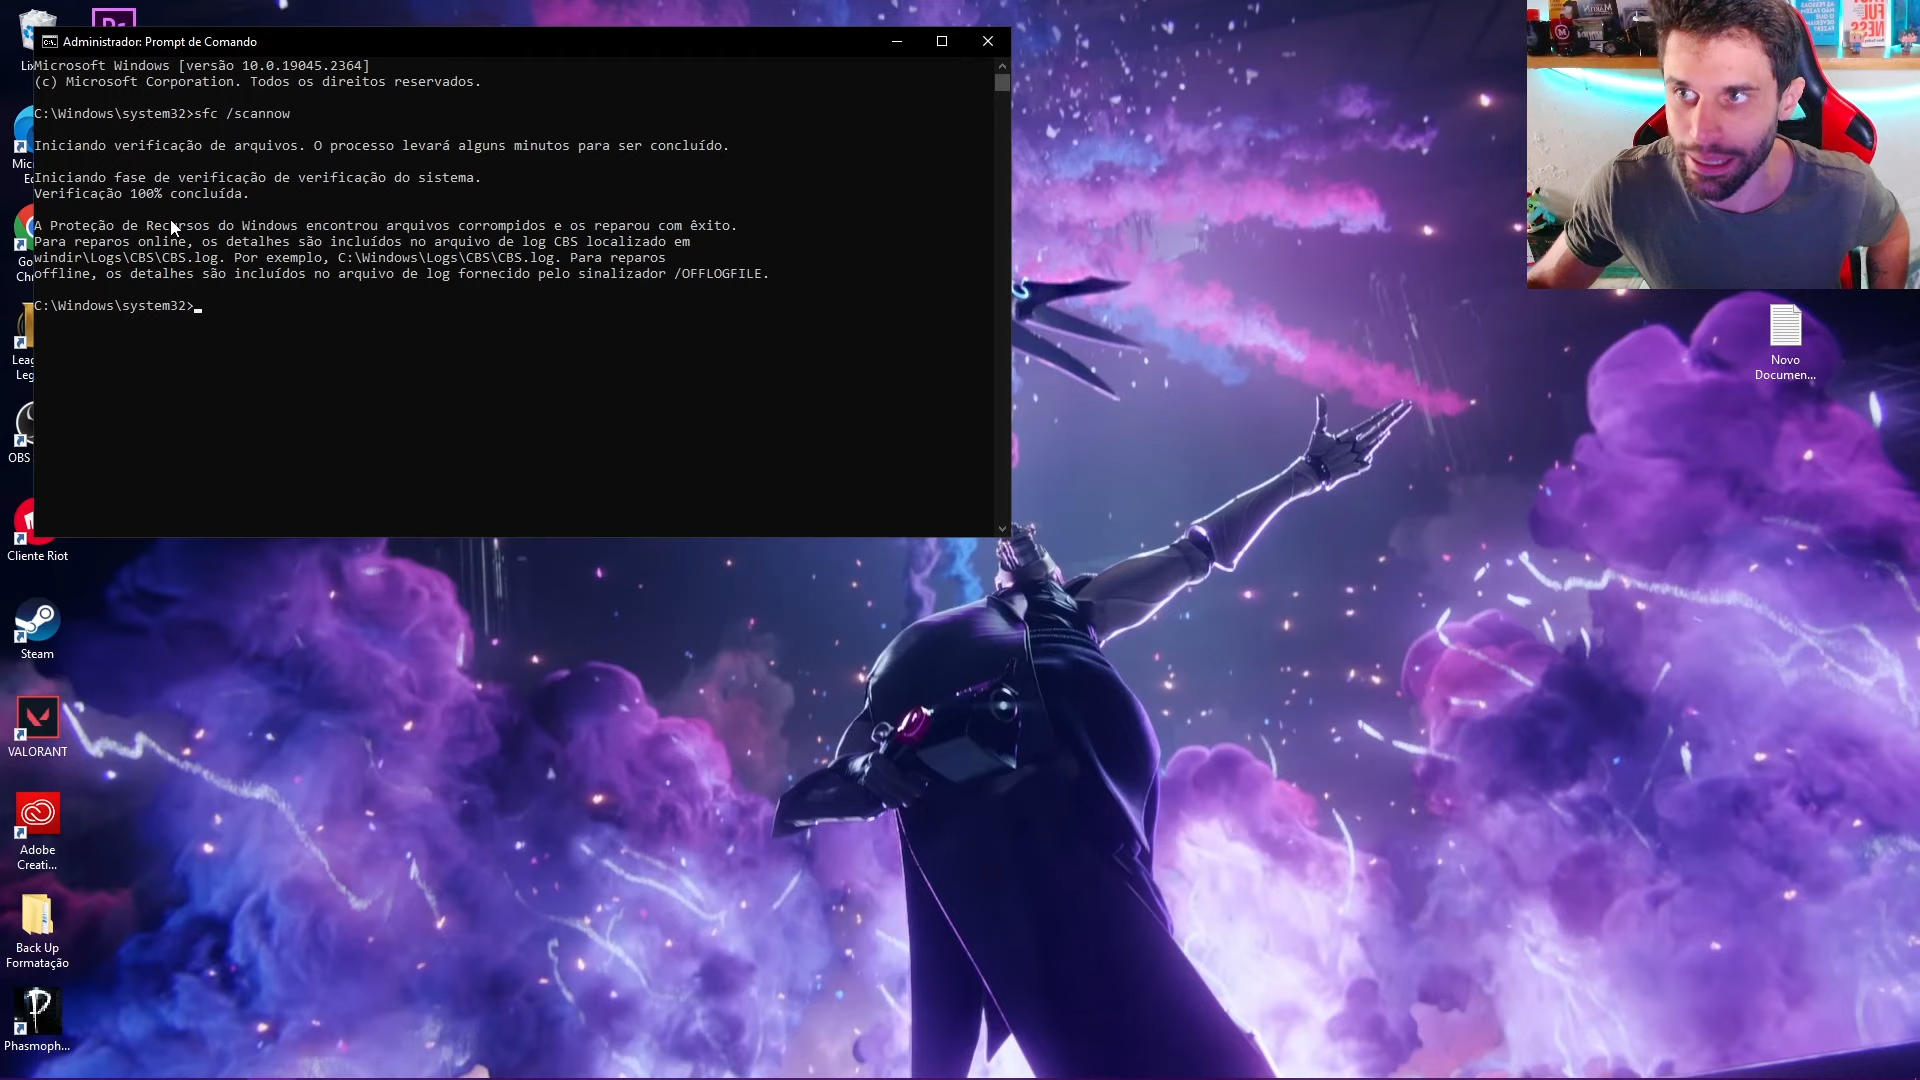 Administrador: Prompt de Comando
Microsoft Windows [versão 10.0.19045.2364]
(c) Microsoft Corporation. Todos os direitos reservados.
C:\Windows\system32>sfc /scannow
Iniciando verificação de arquivos. O processo levará alguns minutos para ser concluído.
Iniciando fase de verificação de verificação do sistema.
Verificação 100% concluída.
A Proteção de Recursos do Windows encontrou arquivos corrompidos e os reparou com êxito.
Para reparos online, os detalhes são incluídos no arquivo de log CBS localizado em
windir\Logs\CBS\CBS.log. Por exemplo, C:\Windows\Logs\CBS\CBS.log. Para reparos
offline, os detalhes são incluídos no arquivo de log fornecido pelo sinalizador /OFFLOGFILE.
C:\Windows\system32>
OBS
Cliente Riot
Steam
VALORANT
Adobe
Creati...
Back Up
Formatação
Phasmoph...
Novo
Documen...